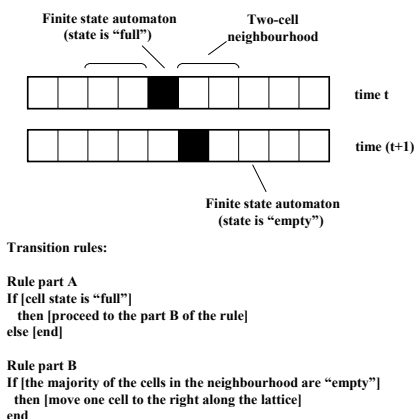 Finite state automaton
(state is “full”)
Two-cell
neighbourhood
time t
time (t+1)
Finite state automaton
(state is “empty”)
Transition rules:
Rule part A
If [cell state is “full”]
then [proceed to the part B of the rule]
else [end]
Rule part B
If [the majority of the cells in the neighbourhood are “empty”]
then [move one cell to the right along the lattice]
end